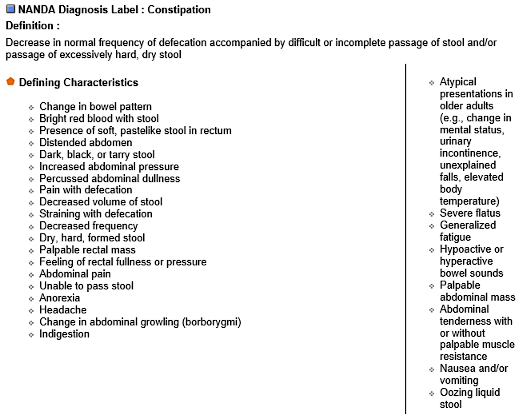 NANDA Diagnosis Label : Constipation
Definition :
Decrease in normal frequency of defecation accompanied by difficult or incomplete passage of stool and/or
passage of excessively hard, dry stool
Defining Characteristics
Change in bowel pattern
Bright red blood with stool
Presence of soft, pastelike stool in rectum
Distended abdomen
Dark, black, or tarry stool
Increased abdominal pressure
Percussed abdominal dullness
Pain with defecation
Decreased volume of stool
Straining with defecation
Decreased frequency
Dry, hard, formed stool
Palpable rectal mass
Feeling of rectal fullness or pressure
Abdominal pain
Unable to pass stool
Anorexia
Headache
Change in abdominal growling (borborygmi)
Indigestion
Atypical
presentations in
older adults
(e.g., change in
mental status,
urinary
incontinence,
unexplained
falls, elevated
body
temperature)
Severe flatus
Generalized
fatigue
Hypoactive or
hyperactive
bowel sounds
Palpable
abdominal mass
Abdominal
tenderness with
or without
palpable muscle
resistance
Nausea and/or
vomiting
Oozing liquid
stool